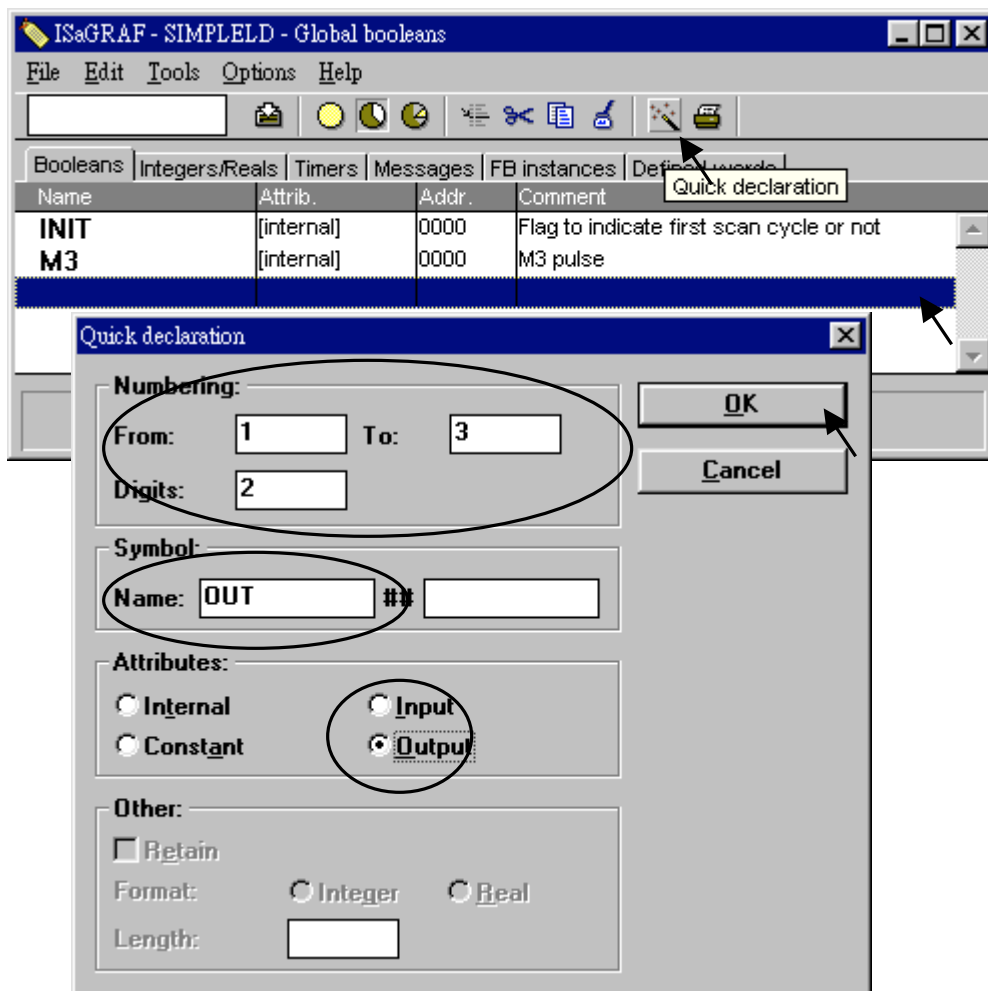 ISaGRAF - SIMPLELD - Global booleans
File Edit Tools Options Help
Booleans Integers/Reals Timers Messages FB instances Defined words
Quick declaration
Name Attrib. Addr. Comment
INIT [internal] 0000 Flag to indicate first scan cycle or not
M3 [internal] 0000 M3 pulse
Quick declaration
Numbering:
From: 1 To: 3
Digits: 2
OK
Cancel
Symbol:
Name: OUT ##
Attributes:
Internal Input
Constant Output
Other:
Retain
Format: Integer Real
Length: